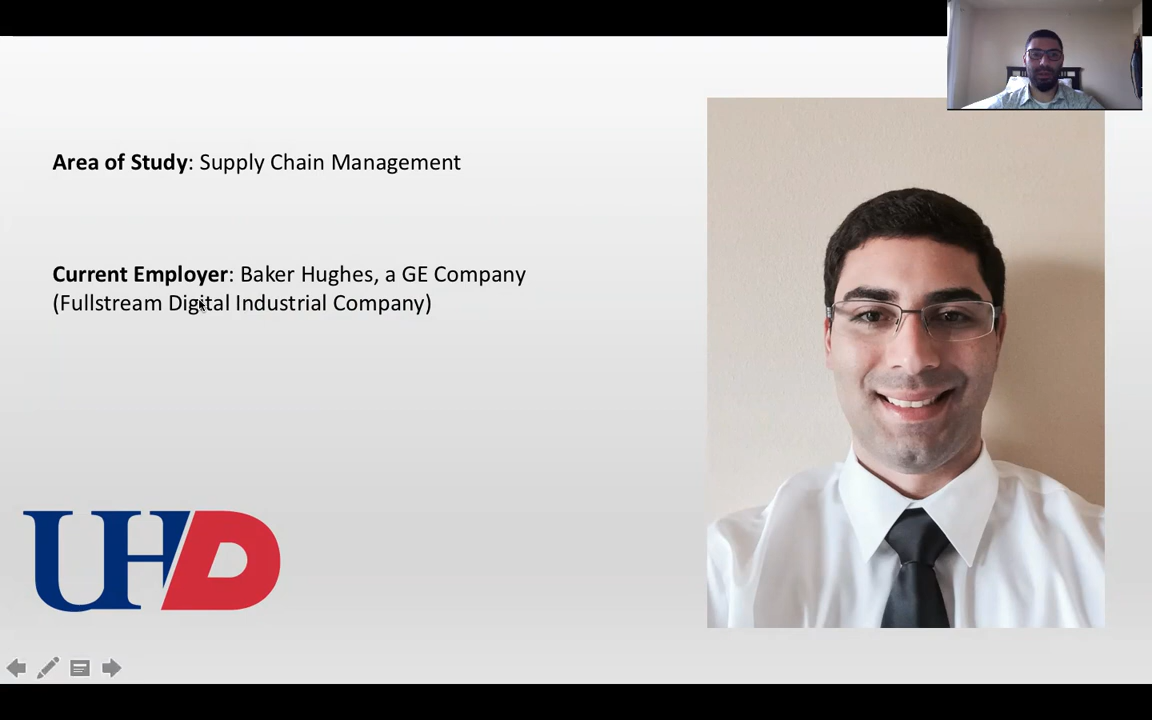 Area of Study: Supply Chain Management
Current Employer: Baker Hughes, a GE Company
(Fullstream Digital Industrial Company)
UHD